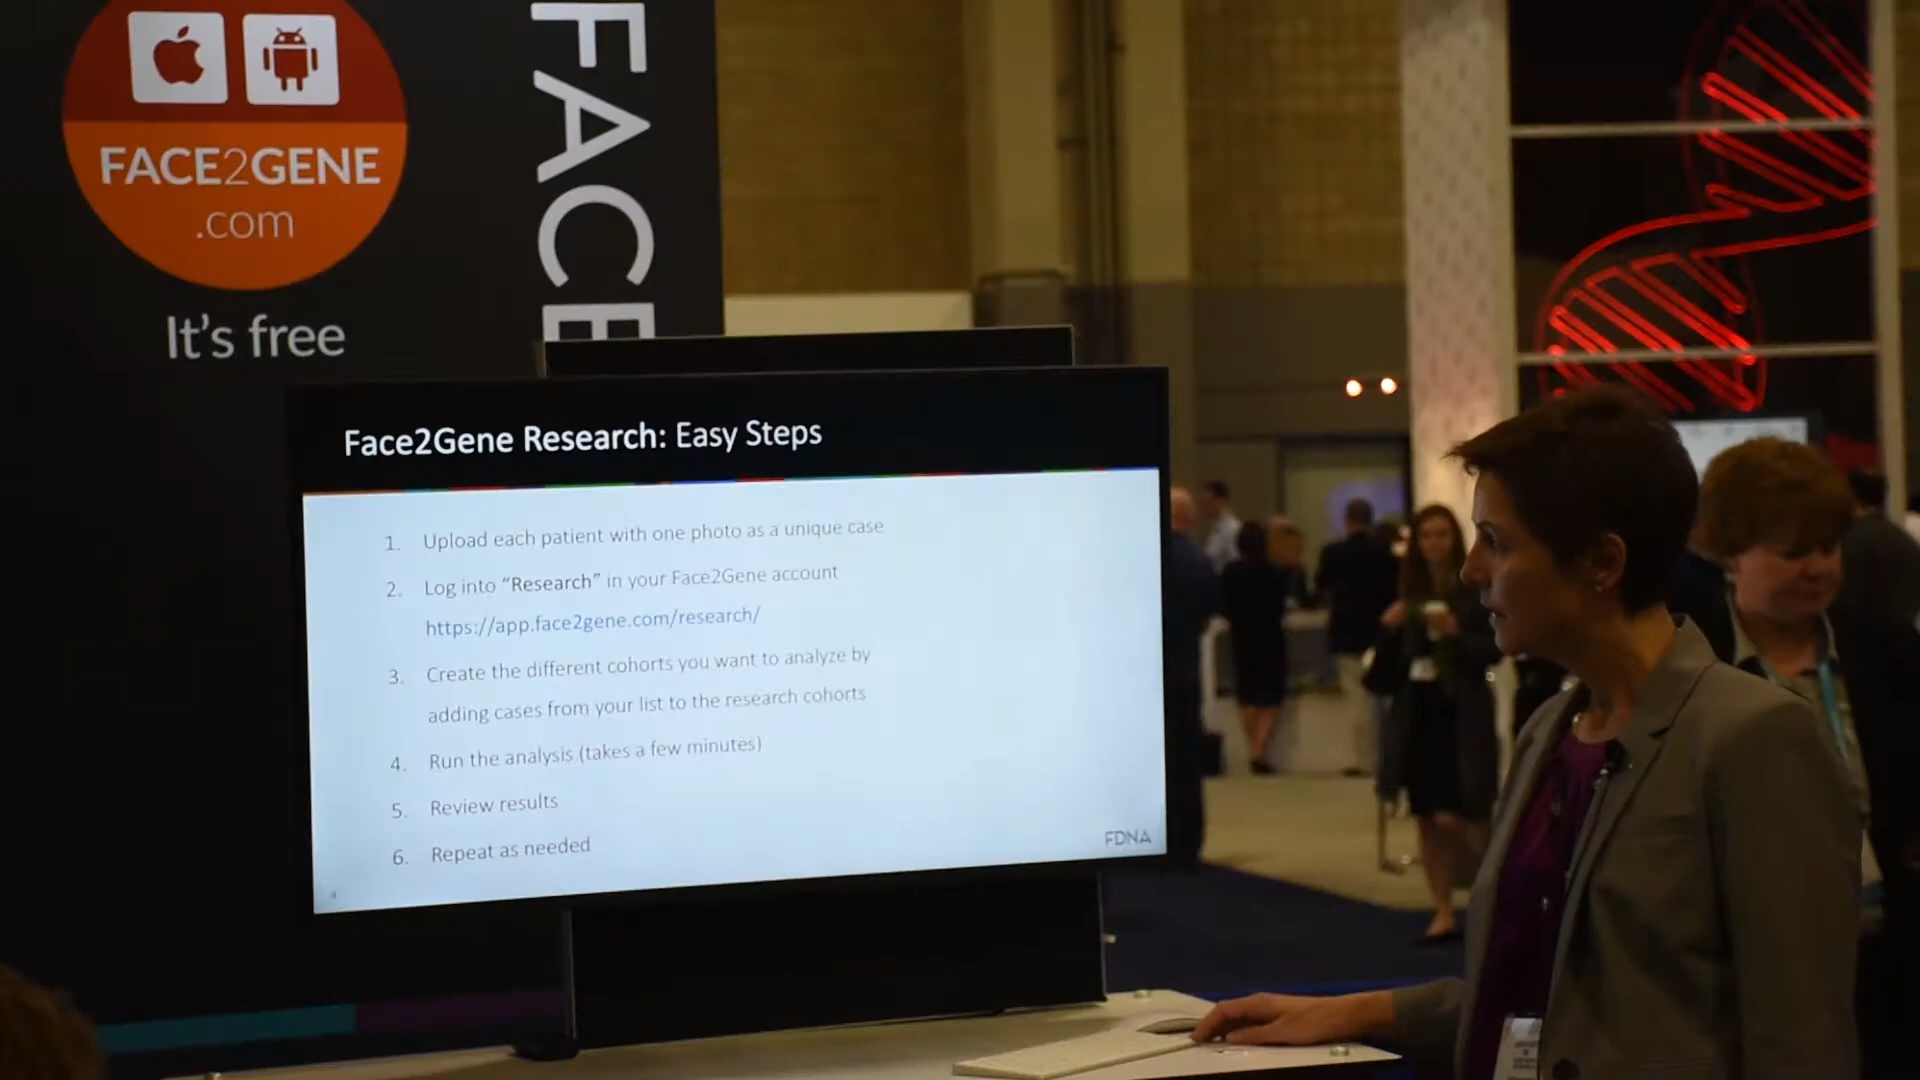 FACE2GENE
.com
It's free
FACE
Face2Gene Research: Easy Steps
1. Upload each patient with one photo as a unique case
2. Log into “Research” in your Face2Gene account
https://app.face2gene.com/research/
3. Create the different cohorts you want to analyze by
adding cases from your list to the research cohorts
4. Run the analysis (takes a few minutes)
5. Review results
6. Repeat as needed
FDNA